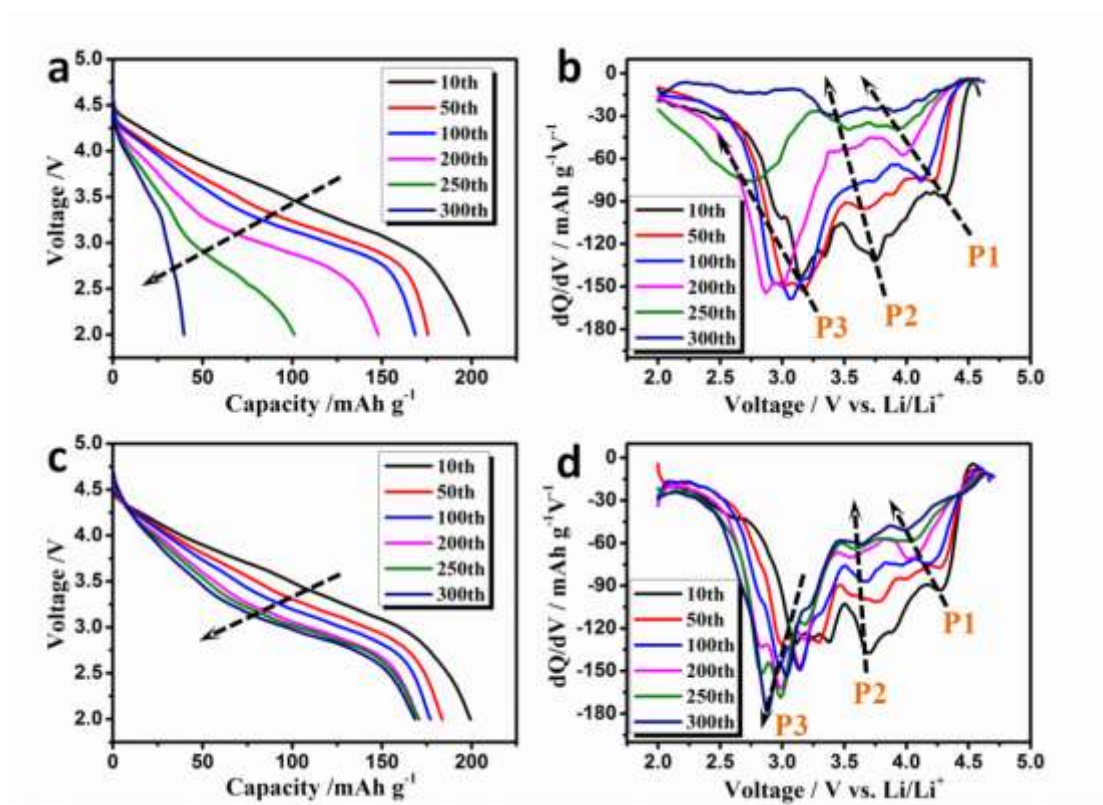 a
5.0
4.5
4.0
3.5
3.0
2.5
2.0
Voltage /V
10th
50th
100th
200th
250th
300th
0 50 100 150 200
Capacity /mAh g⁻¹
b
0
-30
-60
-90
-120
-150
-180
dQ/dV / mAh g⁻¹V⁻¹
10th
50th
100th
200th
250th
300th
P1
P2
P3
2.0 2.5 3.0 3.5 4.0 4.5 5.0
Voltage / V vs. Li/Li⁺
c
5.0
4.5
4.0
3.5
3.0
2.5
2.0
Voltage /V
10th
50th
100th
200th
250th
300th
0 50 100 150 200
Capacity /mAh g⁻¹
d
0
-30
-60
-90
-120
-150
-180
dQ/dV / mAh g⁻¹V⁻¹
10th
50th
100th
200th
250th
300th
P1
P2
P3
2.0 2.5 3.0 3.5 4.0 4.5 5.0
Voltage / V vs. Li/Li⁺